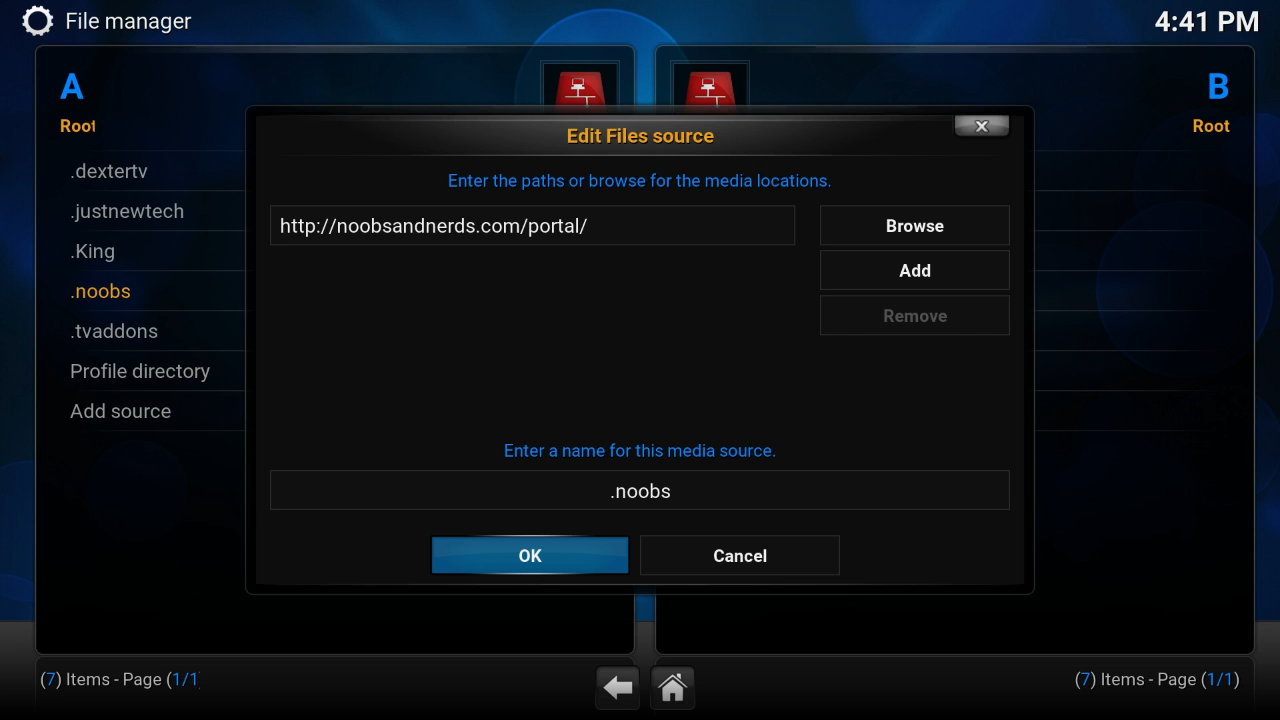 File manager
4:41 PM
A
B
Root
Root
.dextertv
.justnewtech
.King
.noobs
.tvaddons
Profile directory
Add source
Edit Files source
Enter the paths or browse for the media locations.
http://noobsandnerds.com/portal/
Browse
Add
Remove
Enter a name for this media source.
.noobs
OK
Cancel
(7) Items - Page (1/1
(7) Items - Page (1/1)